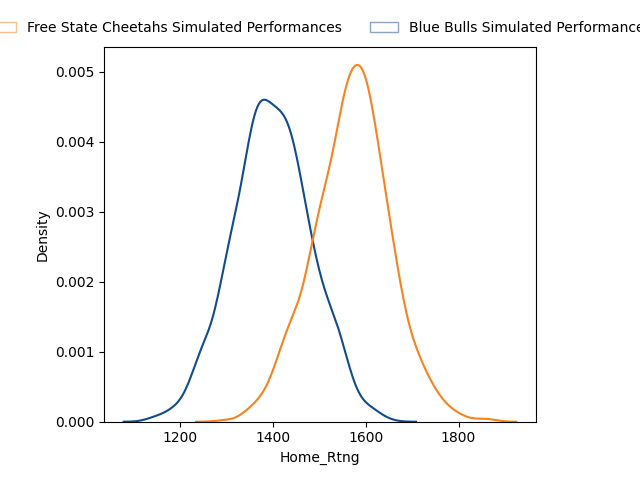 Free State Cheetahs Simulated Performances
Blue Bulls Simulated Performance
0.005
0.004
0.003
0.002
0.001
0.000
Density
1200 1400 1600 1800
Home_Rtng